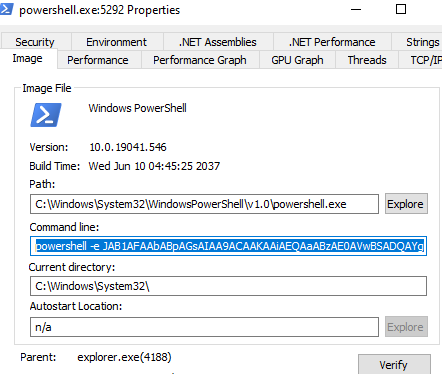 powershell.exe:5292 Properties
Security Environment .NET Assemblies .NET Performance Strings
Image Performance Performance Graph GPU Graph Threads TCP/IP
Image File
Windows PowerShell
Version: 10.0.19041.546
Build Time: Wed Jun 10 04:45:25 2037
Path:
C:\Windows\System32\WindowsPowerShell\v1.0\powershell.exe Explore
Command line:
powershell -e JAB1AFAAbABpAGsAIAA9ACAAKAAiAEQAaABzAE0AVwBSADQAYg
Current directory:
C:\Windows\System32\
Autostart Location:
n/a Explore
Parent: explorer.exe(4188)
Verify